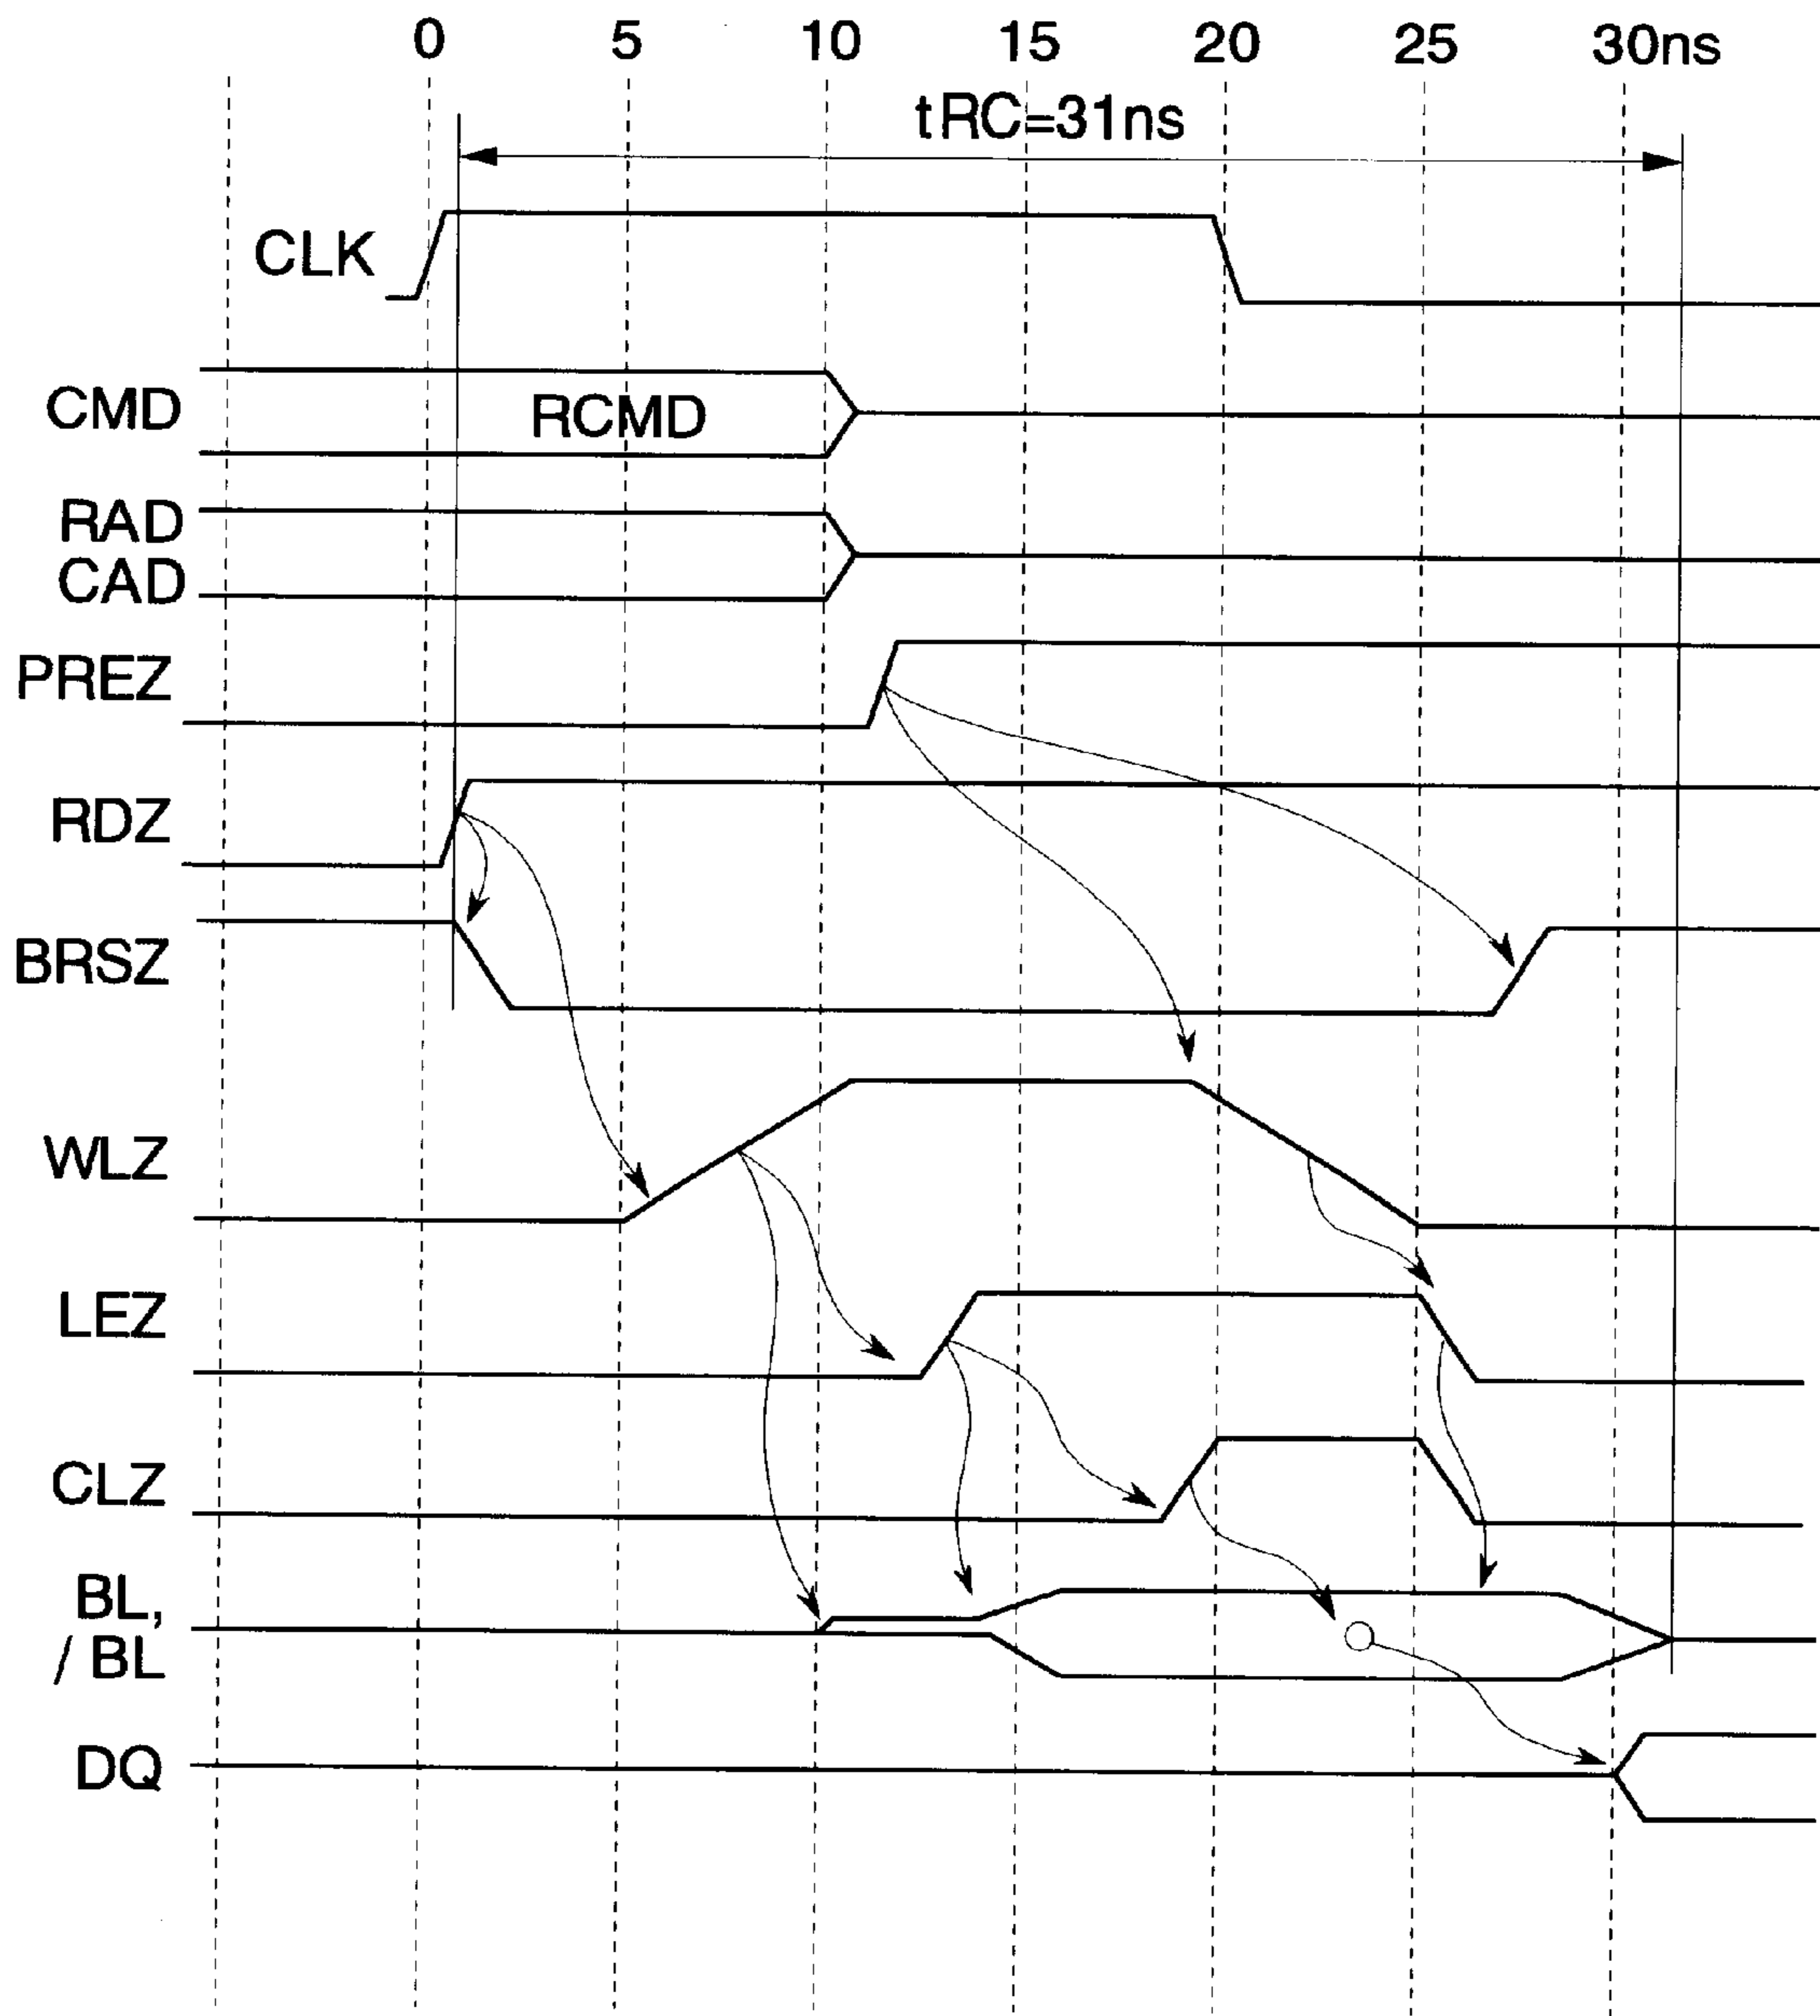 0 5 10 15 20 25 30ns
tRC=31ns
CLK
CMD
RCMD
RAD
CAD
PREZ
RDZ
BRSZ
WLZ
LEZ
CLZ
BL,
/ BL
DQ